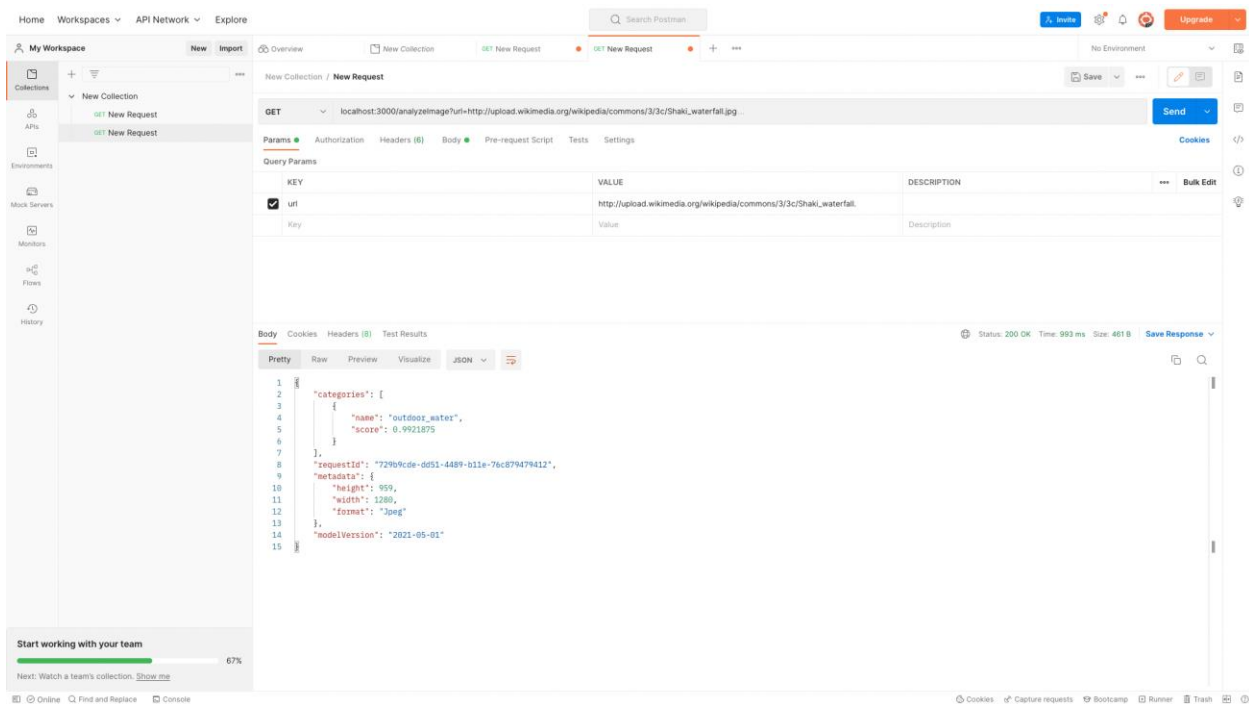 Home Workspaces API Network Explore Search Postman Invite Upgrade
My Workspace New Import Overview New Collection GET New Request GET New Request No Environment
Collections
APIs
Environments
Mock Servers
Monitors
Flows
History
New Collection
GET New Request
GET New Request
New Collection / New Request Save
GET localhost:3000/analyzeImage?url=http://upload.wikimedia.org/wikipedia/commons/3/3c/Shaki_waterfall.jpg Send
Params Authorization Headers (6) Body Pre-request Script Tests Settings Cookies
Query Params
KEY VALUE DESCRIPTION Bulk Edit
url http://upload.wikimedia.org/wikipedia/commons/3/3c/Shaki_waterfall.
Key Value Description
Body Cookies Headers (8) Test Results Status: 200 OK Time: 993 ms Size: 461 B Save Response
Pretty Raw Preview Visualize JSON
1 {
2 "categories": [
3 {
4 "name": "outdoor_water",
5 "score": 0.9921875
6 }
7 ],
8 "requestId": "729b9cde-dd51-4489-b11e-76c879479412",
9 "metadata": {
10 "height": 959,
11 "width": 1280,
12 "format": "Jpeg"
13 },
14 "modelVersion": "2021-05-01"
15 }
Start working with your team
67%
Next: Watch a team's collection. Show me
Online Find and Replace Console Cookies Capture requests Bootcamp Runner Trash